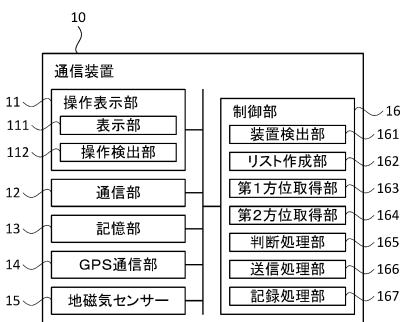 10
通信装置
11
操作表示部
111
表示部
112
操作検出部
12
通信部
13
記憶部
14
GPS通信部
15
地磁気センサー
制御部
16
装置検出部
161
リスト作成部
162
第1方位取得部
163
第2方位取得部
164
判断処理部
165
送信処理部
166
記録処理部
167